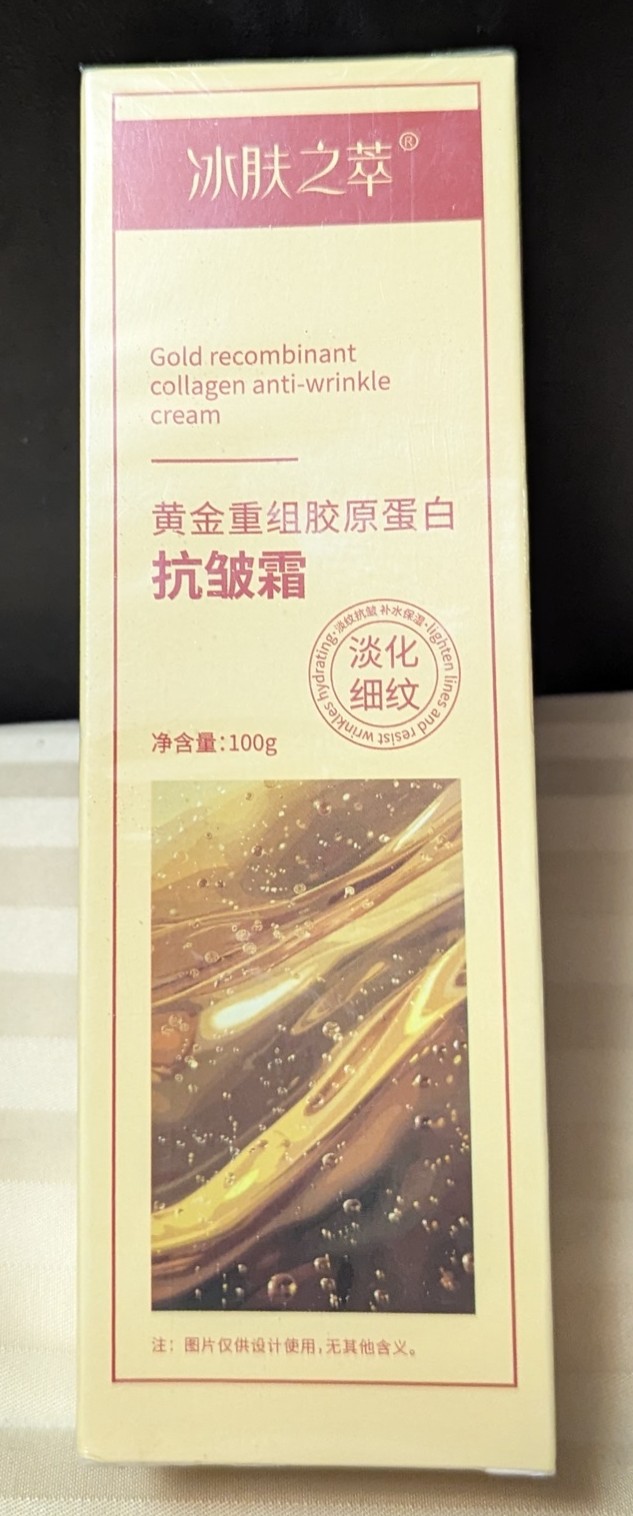 冰肤之萃®
Gold recombinant
collagen anti-wrinkle
cream
黄金重组胶原蛋白
抗皱霜
·淡纹抗皱 补水保湿·lighten lines and resist wrinkles hydrating
淡化
细纹
净含量:100g
注：图片仅供设计使用,无其他含义。